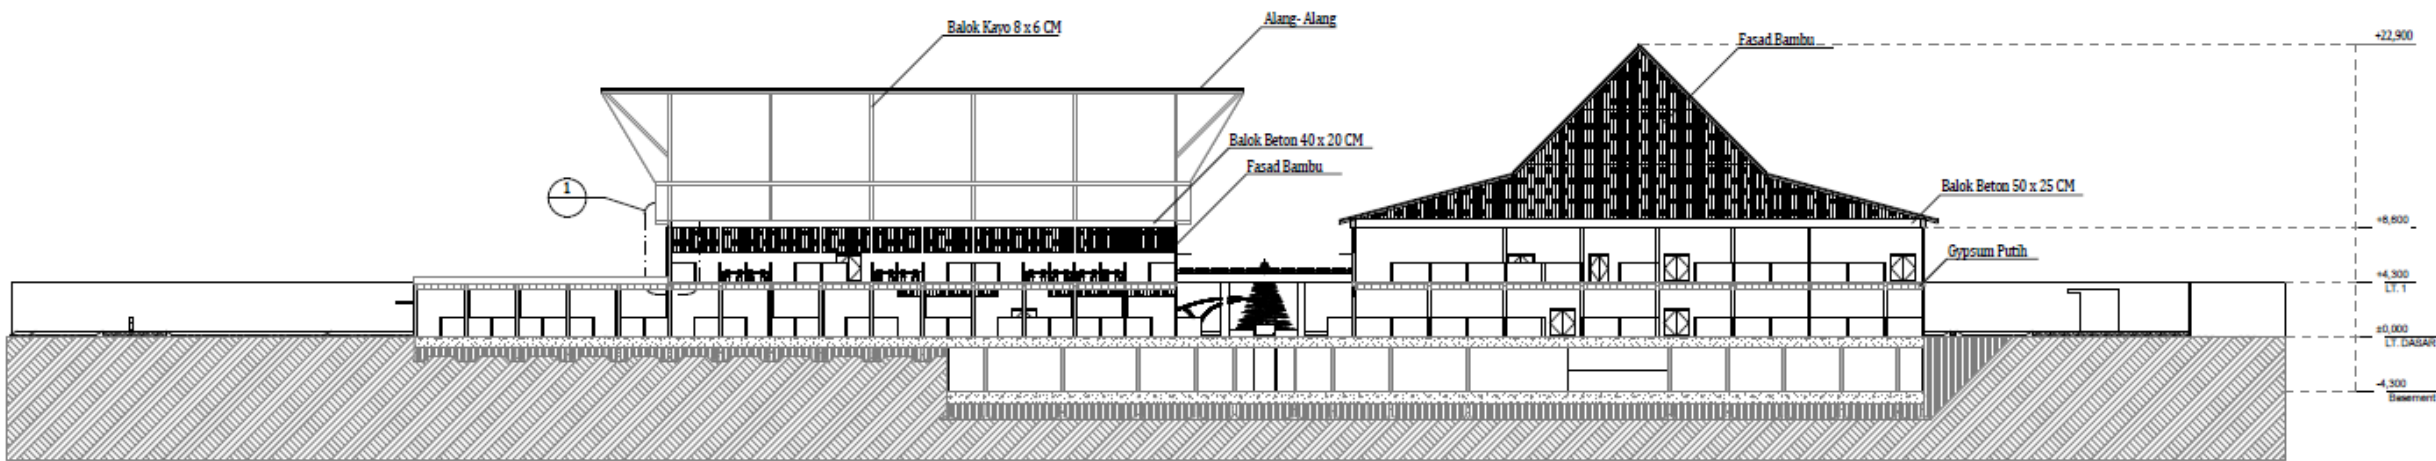 Balok Kayo 8 x 6 CM
Alang- Alang
Fasad Bambu
+22,900
Balok Beton 40 x 20 CM
Fasad Bambu
1
Balok Beton 50 x 25 CM
+8,600
Gypsum Putih
+4,300
LT. 1
±0,000
LT. DASAR
-4,300
Basement